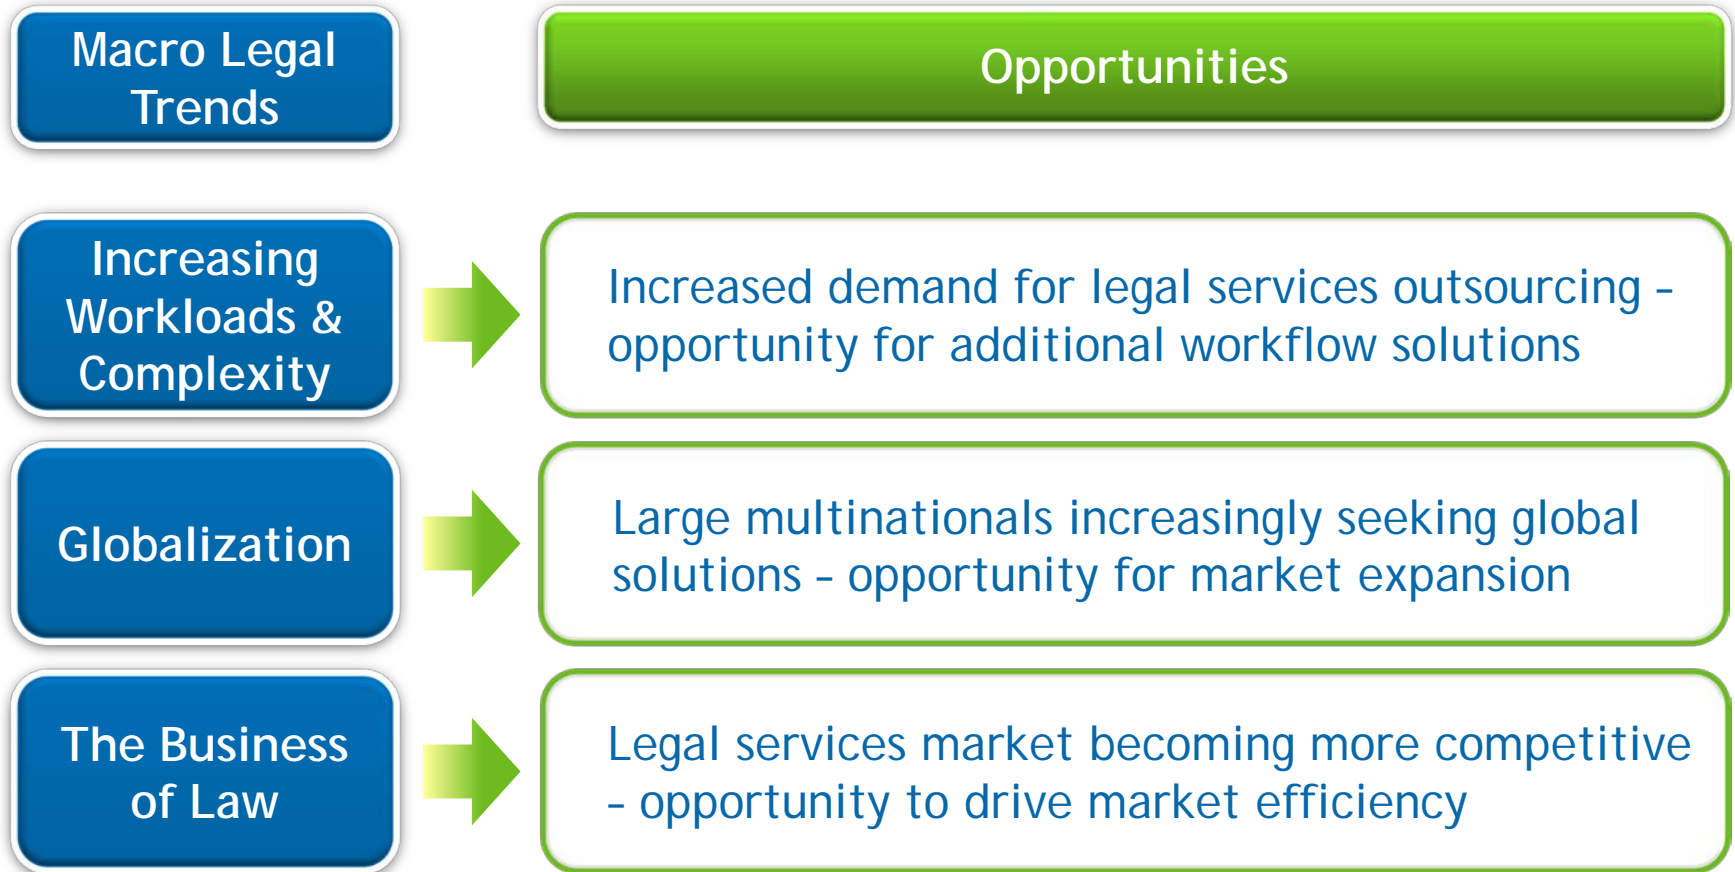 Macro Legal
Trends
Opportunities
Increasing
Workloads &
Complexity
Increased demand for legal services outsourcing –
opportunity for additional workflow solutions
Globalization
Large multinationals increasingly seeking global
solutions – opportunity for market expansion
The Business
of Law
Legal services market becoming more competitive
– opportunity to drive market efficiency